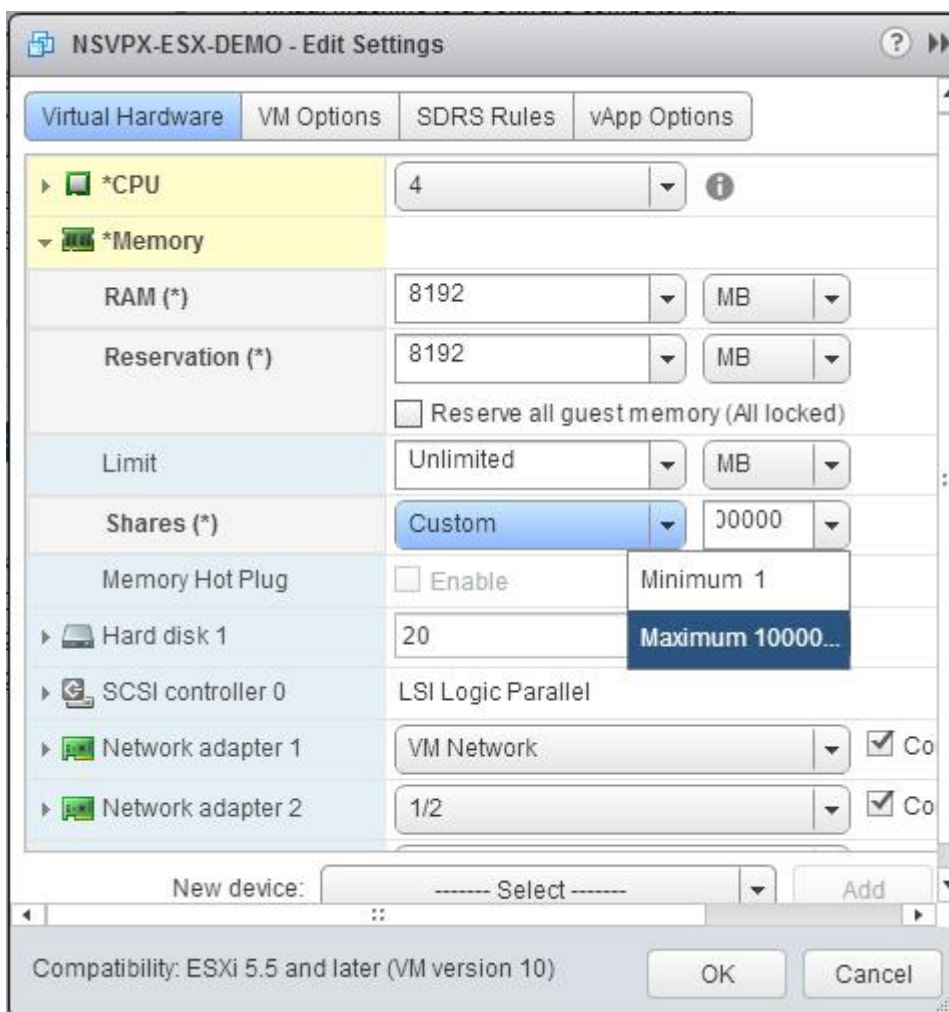 NSVPX-ESX-DEMO - Edit Settings ?
Virtual Hardware VM Options SDRS Rules vApp Options
*CPU 4
*Memory
RAM (*) 8192 MB
Reservation (*) 8192 MB
Reserve all guest memory (All locked)
Limit Unlimited MB
Shares (*) Custom 00000
Memory Hot Plug Enable Minimum 1
Hard disk 1 20 Maximum 10000...
SCSI controller 0 LSI Logic Parallel
Network adapter 1 VM Network Co
Network adapter 2 1/2 Co
New device: ------- Select ------- Add
Compatibility: ESXi 5.5 and later (VM version 10) OK Cancel